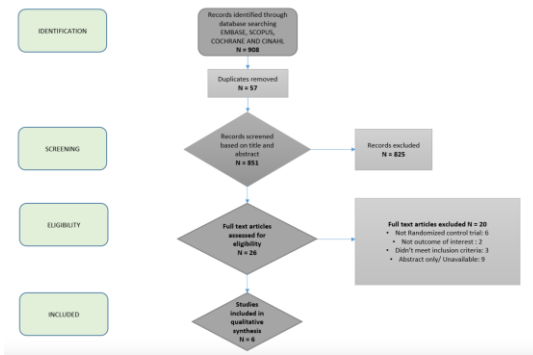 IDENTIFICATION
Records identified through
database searching
EMBASE, SCOPUS,
COCHRANE AND CINAHL
N = 908
Duplicates removed
N = 57
SCREENING
Records screened
based on title and
abstract
N = 851
Records excluded
N = 825
ELIGIBILITY
Full text articles
assessed for
eligibility
N = 26
Full text articles excluded N = 20
• Not Randomized control trial: 6
• Not outcome of interest : 2
• Didn't meet inclusion criteria: 3
• Abstract only/ Unavailable: 9
INCLUDED
Studies
included in
qualitative
synthesis
N = 6